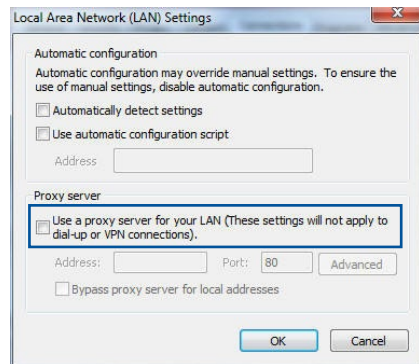 Local Area Network (LAN) Settings
Automatic configuration
Automatic configuration may override manual settings. To ensure the
use of manual settings, disable automatic configuration.
Automatically detect settings
Use automatic configuration script
Address
Proxy server
Use a proxy server for your LAN (These settings will not apply to
dial-up or VPN connections).
Address: Port: 80 Advanced
Bypass proxy server for local addresses
OK Cancel